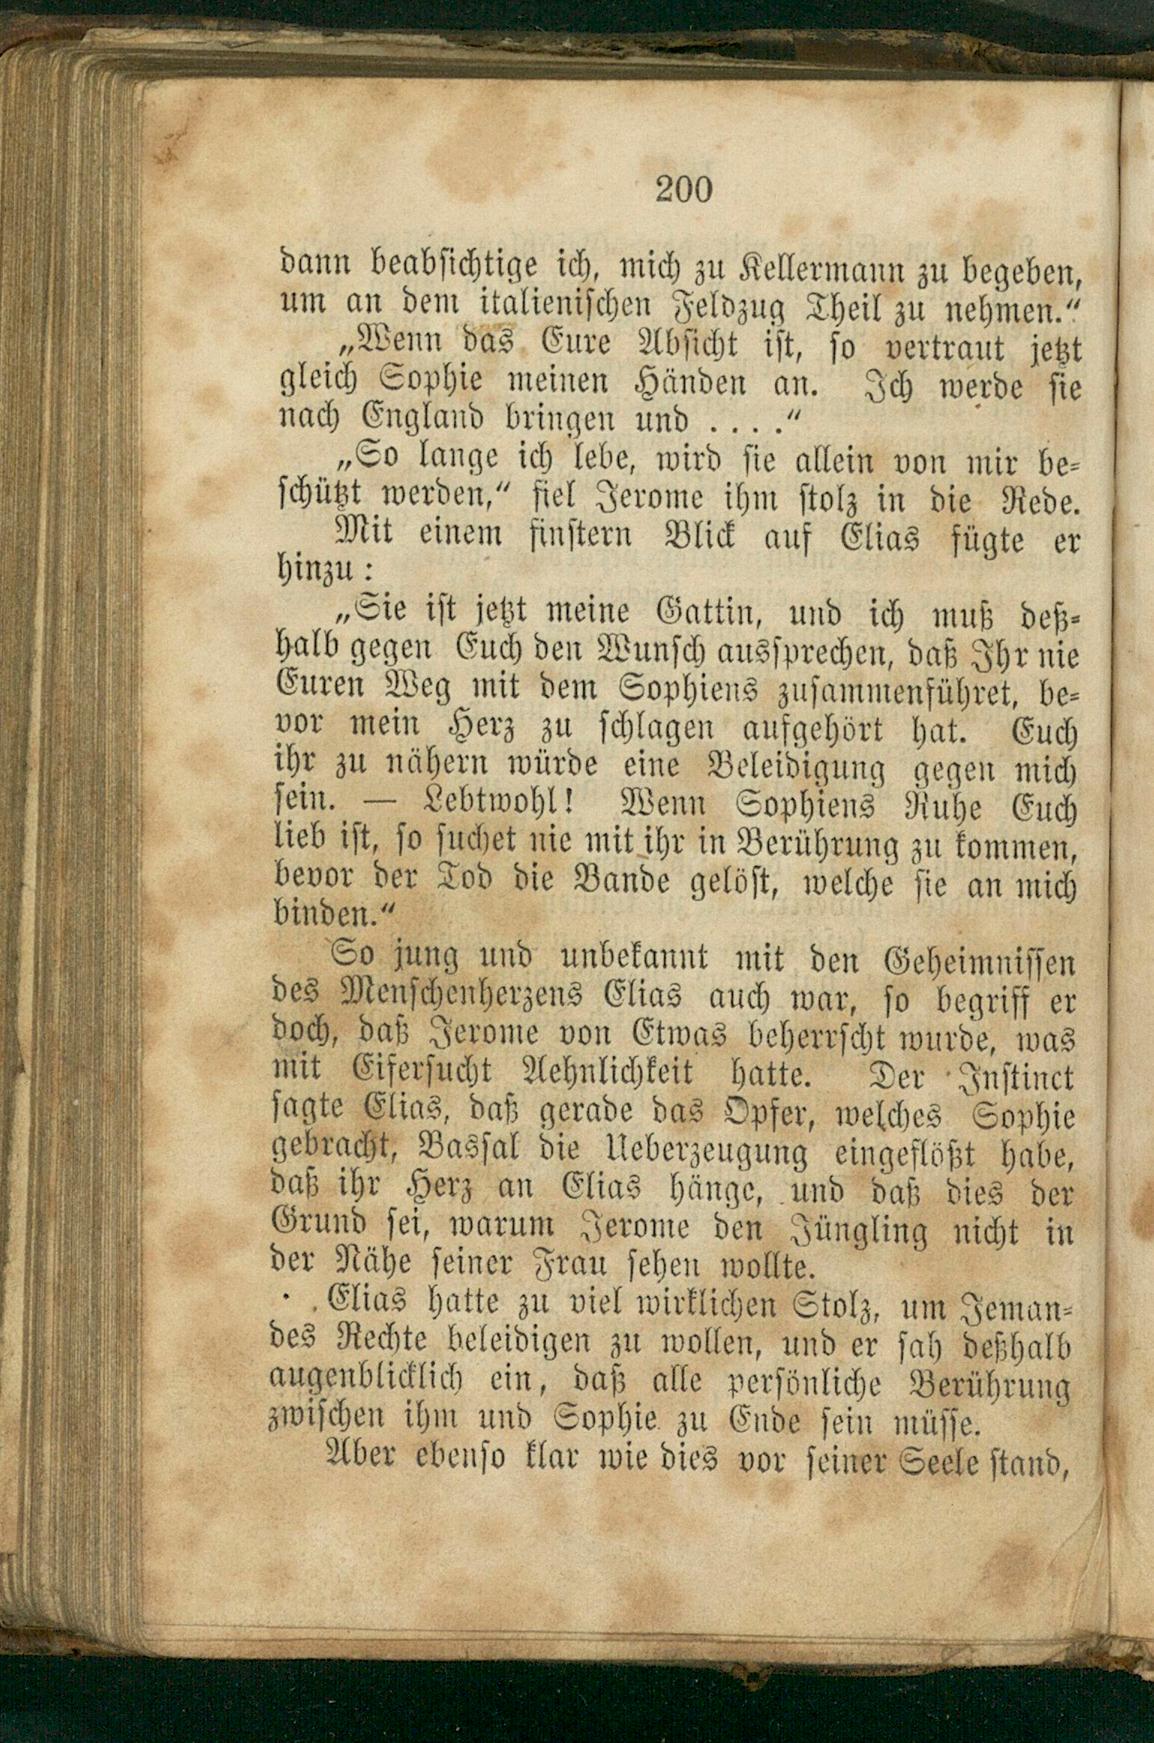 200
dann beabsichtige ich, mich zu Kellermann zu begeben,
um an dem italienischen Feldzug Theil zu nehmen.“
„Wenn das Eure Absicht ist, so vertraut jetzt
gleich Sophie meinen Händen an. Ich werde sie
nach England bringen und . . . .“
„So lange ich lebe, wird sie allein von mir be-
schützt werden,“ fiel Jerome ihm stolz in die Rede.
Mit einem finstern Blick auf Elias fügte er
hinzu:
„Sie ist jetzt meine Gattin, und ich muß deß-
halb gegen Euch den Wunsch aussprechen, daß Ihr nie
Euren Weg mit dem Sophiens zusammenführet, be-
vor mein Herz zu schlagen aufgehört hat. Euch
ihr zu nähern würde eine Beleidigung gegen mich
sein. — Lebtwohl! Wenn Sophiens Ruhe Euch
lieb ist, so suchet nie mit ihr in Berührung zu kommen,
bevor der Tod die Bande gelöst, welche sie an mich
binden.“
So jung und unbekannt mit den Geheimnissen
des Menschenherzens Elias auch war, so begriff er
doch, daß Jerome von Etwas beherrscht wurde, was
mit Eifersucht Aehnlichkeit hatte. Der Instinct
sagte Elias, daß gerade das Opfer, welches Sophie
gebracht, Bassal die Ueberzeugung eingeflößt habe,
daß ihr Herz an Elias hänge, und daß dies der
Grund sei, warum Jerome den Jüngling nicht in
der Nähe seiner Frau sehen wollte.
Elias hatte zu viel wirklichen Stolz, um Jeman-
des Rechte beleidigen zu wollen, und er sah deßhalb
augenblicklich ein, daß alle persönliche Berührung
zwischen ihm und Sophie zu Ende sein müsse.
Aber ebenso klar wie dies vor seiner Seele stand,